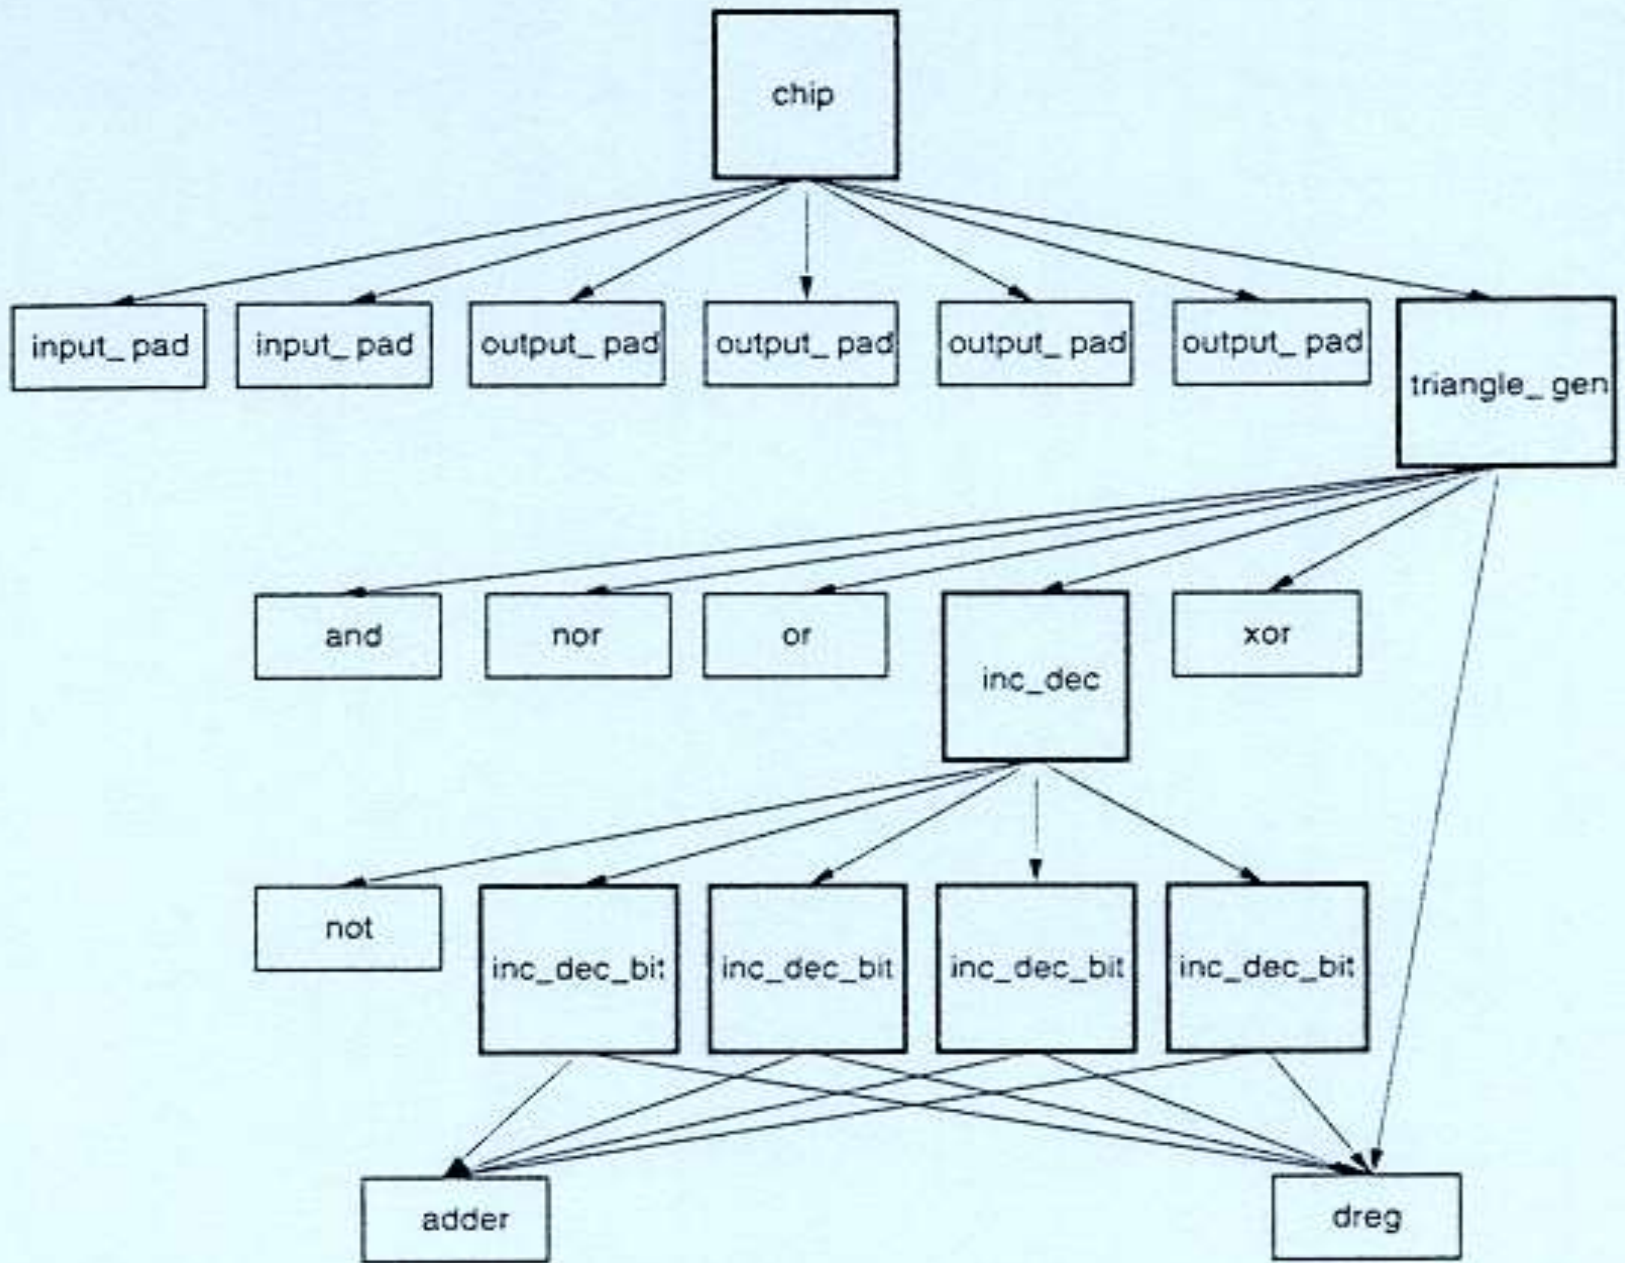 chip
input_pad
input_pad
output_pad
output_pad
output_pad
output_pad
triangle_gen
and
nor
or
inc_dec
xor
not
inc_dec_bit
inc_dec_bit
inc_dec_bit
inc_dec_bit
adder
dreg